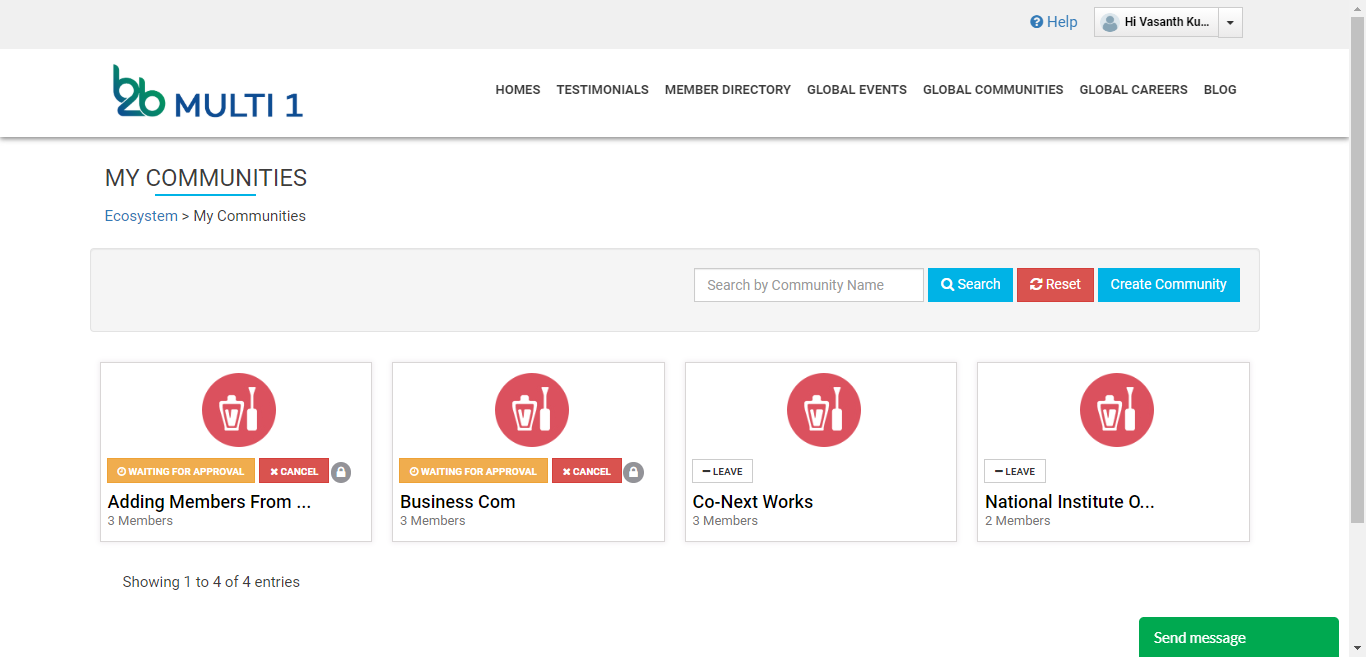 Help
Hi Vasanth Ku...
b2b MULTI 1
HOMES TESTIMONIALS MEMBER DIRECTORY GLOBAL EVENTS GLOBAL COMMUNITIES GLOBAL CAREERS BLOG
MY COMMUNITIES
Ecosystem > My Communities
Search by Community Name Search Reset Create Community
WAITING FOR APPROVAL CANCEL
Adding Members From ...
3 Members
WAITING FOR APPROVAL CANCEL
Business Com
3 Members
LEAVE
Co-Next Works
3 Members
LEAVE
National Institute O...
2 Members
Showing 1 to 4 of 4 entries
Send message